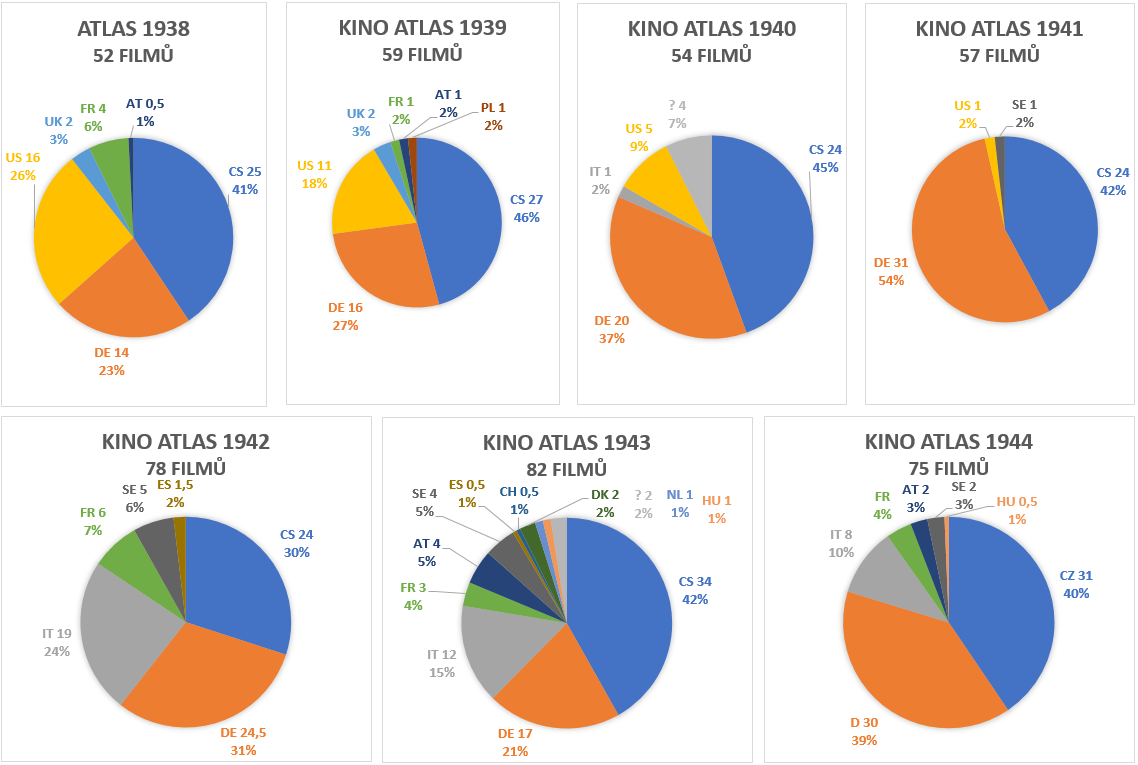 ATLAS 1938
52 FILMŮ
AT 0,5
1%
FR 4
6%
UK 2
3%
US 16
26%
CS 25
41%
DE 14
23%
KINO ATLAS 1939
59 FILMŮ
AT 1
2%
FR 1
2%
PL 1
2%
UK 2
3%
US 11
18%
CS 27
46%
DE 16
27%
KINO ATLAS 1940
54 FILMŮ
? 4
7%
US 5
9%
IT 1
2%
CS 24
45%
DE 20
37%
KINO ATLAS 1941
57 FILMŮ
US 1
2%
SE 1
2%
CS 24
42%
DE 31
54%
KINO ATLAS 1942
78 FILMŮ
SE 5
6%
ES 1,5
2%
FR 6
7%
CS 24
30%
IT 19
24%
DE 24,5
31%
KINO ATLAS 1943
82 FILMŮ
SE 4
5%
ES 0,5
1%
CH 0,5
1%
DK 2
2%
? 2
2%
NL 1
1%
HU 1
1%
AT 4
5%
FR 3
4%
CS 34
42%
IT 12
15%
DE 17
21%
KINO ATLAS 1944
75 FILMŮ
FR
4%
AT 2
3%
SE 2
3%
HU 0,5
1%
IT 8
10%
CZ 31
40%
D 30
39%